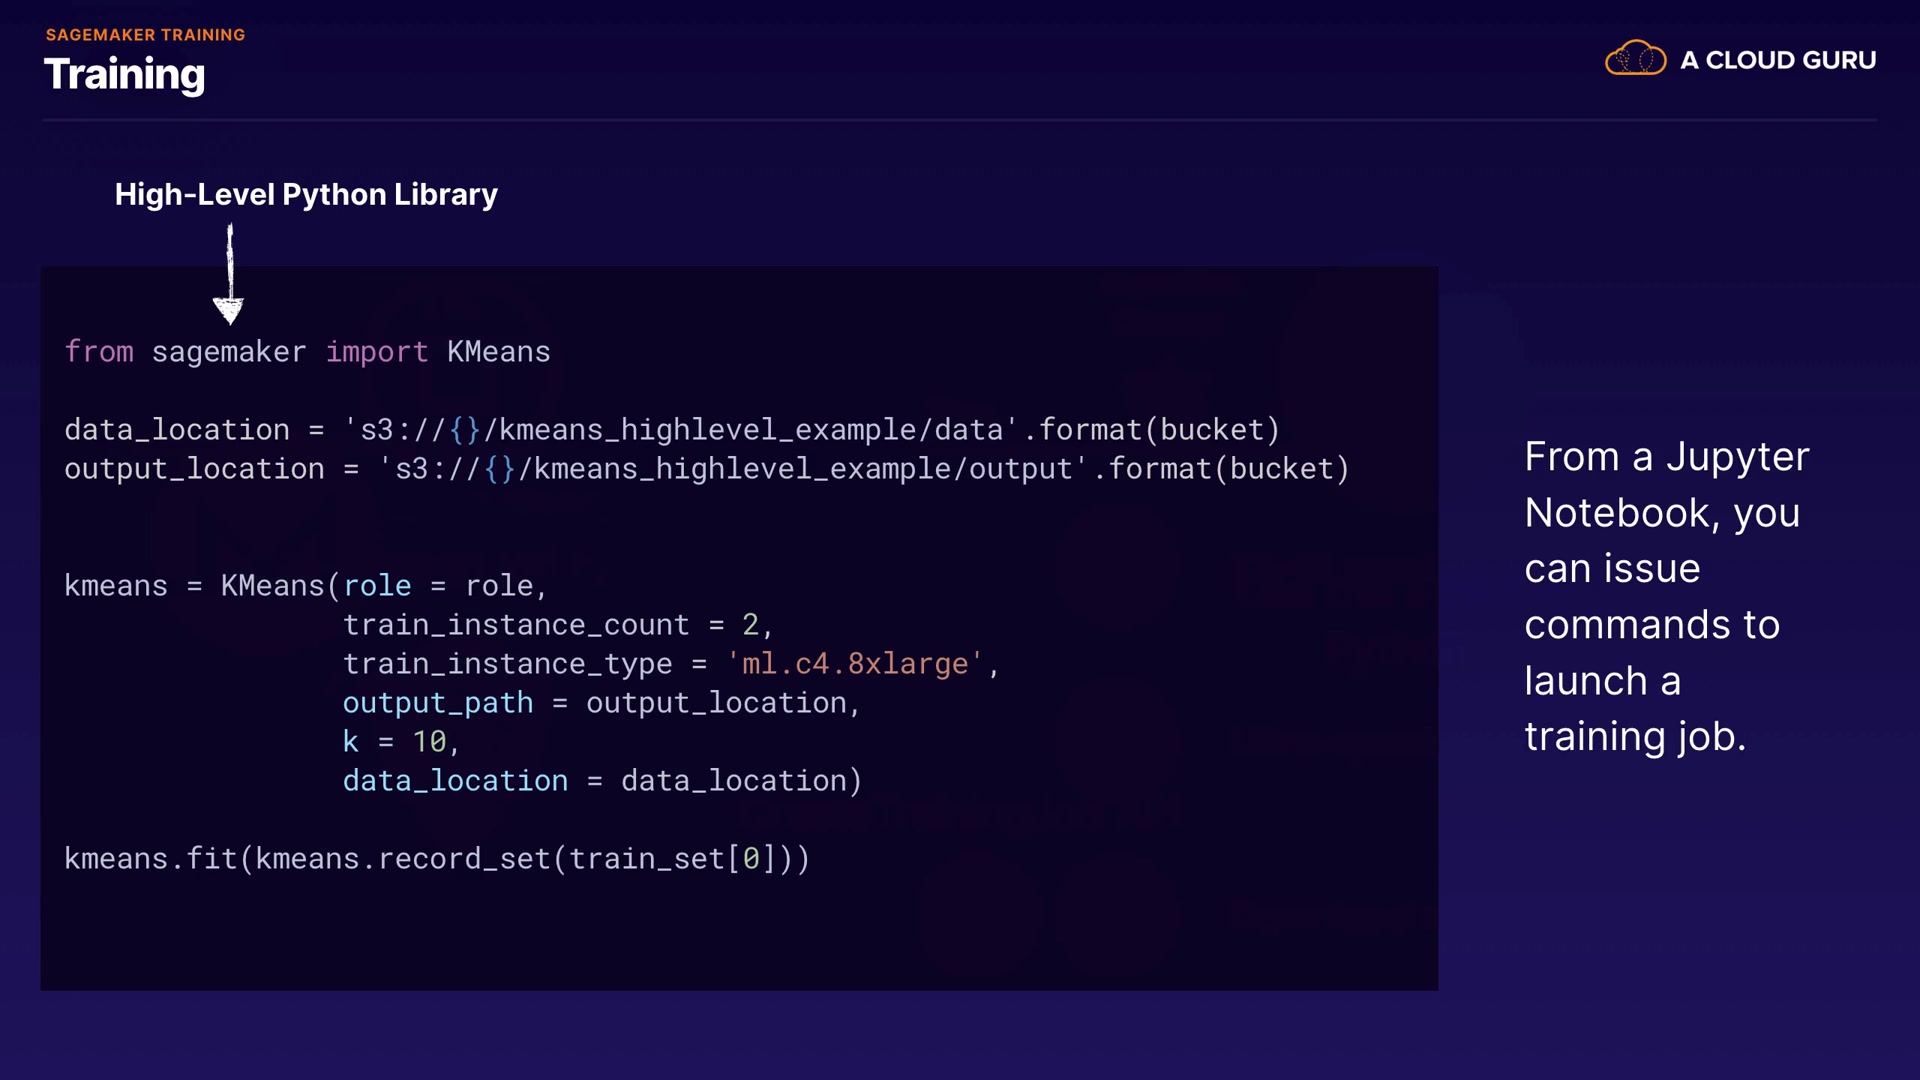 SAGEMAKER TRAINING
Training
A CLOUD GURU
High-Level Python Library
from sagemaker import KMeans
data_location = 's3://{}/kmeans_highlevel_example/data'.format(bucket)
output_location = 's3://{}/kmeans_highlevel_example/output'.format(bucket)
kmeans = KMeans(role = role,
train_instance_count = 2,
train_instance_type = 'ml.c4.8xlarge',
output_path = output_location,
k = 10,
data_location = data_location)
kmeans.fit(kmeans.record_set(train_set[0]))
From a Jupyter
Notebook, you
can issue
commands to
launch a
training job.